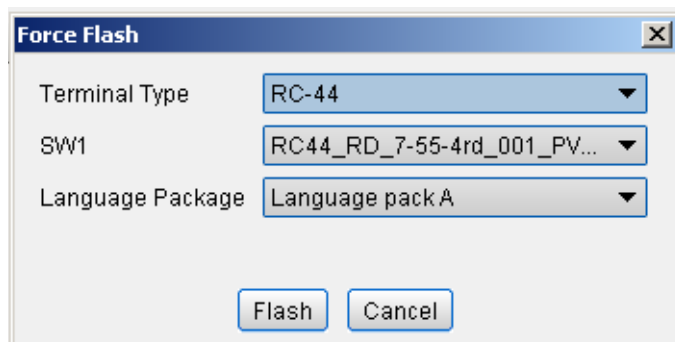 Force Flash
Terminal Type RC-44
SW1 RC44_RD_7-55-4rd_001_PV...
Language Package Language pack A
Flash Cancel